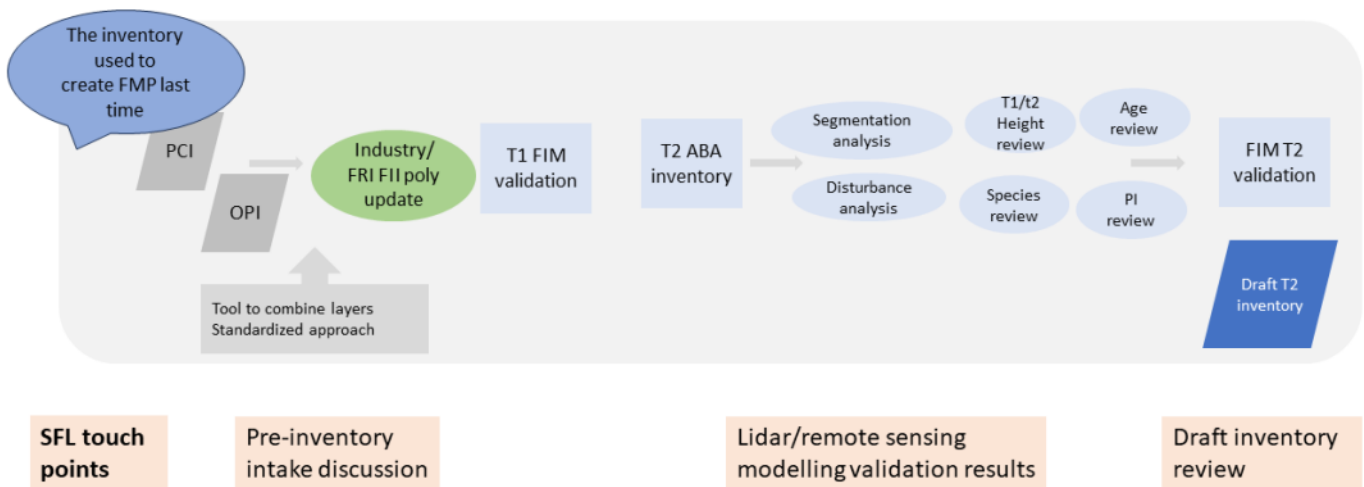 The inventory
used to
create FMP last
time
PCI
OPI
Industry/
FRI FII poly
update
T1 FIM
validation
T2 ABA
inventory
Segmentation
analysis
T1/t2
Height
review
Age
review
Disturbance
analysis
Species
review
PI
review
FIM T2
validation
Draft T2
inventory
Tool to combine layers
Standardized approach
SFL touch
points
Pre-inventory
intake discussion
Lidar/remote sensing
modelling validation results
Draft inventory
review